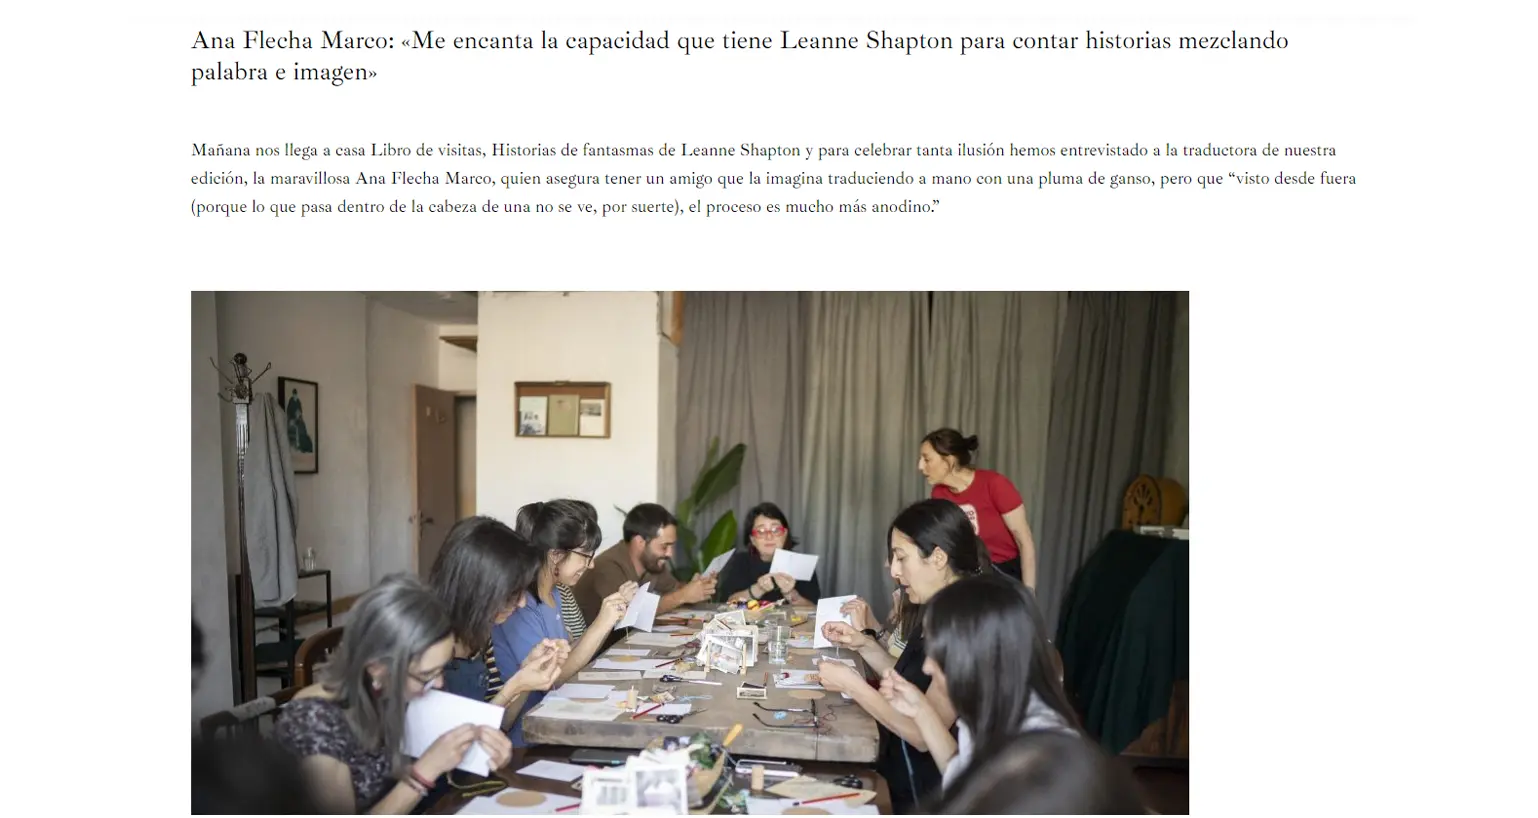 Ana Flecha Marco: «Me encanta la capacidad que tiene Leanne Shapton para contar historias mezclando
palabra e imagen»
Mañana nos llega a casa Libro de visitas, Historias de fantasmas de Leanne Shapton y para celebrar tanta ilusión hemos entrevistado a la traductora de nuestra
edición, la maravillosa Ana Flecha Marco, quien asegura tener un amigo que la imagina traduciendo a mano con una pluma de ganso, pero que “visto desde fuera
(porque lo que pasa dentro de la cabeza de una no se ve, por suerte), el proceso es mucho más anodino.”